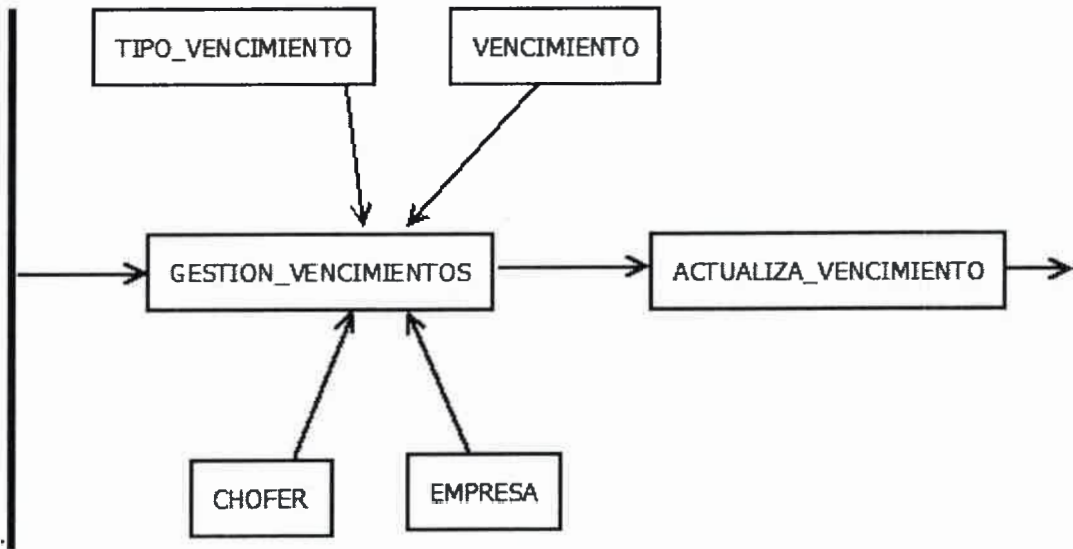 TIPO_VENCIMIENTO
VENCIMIENTO
GESTION_VENCIMIENTOS
ACTUALIZA_VENCIMIENTO
CHOFER
EMPRESA